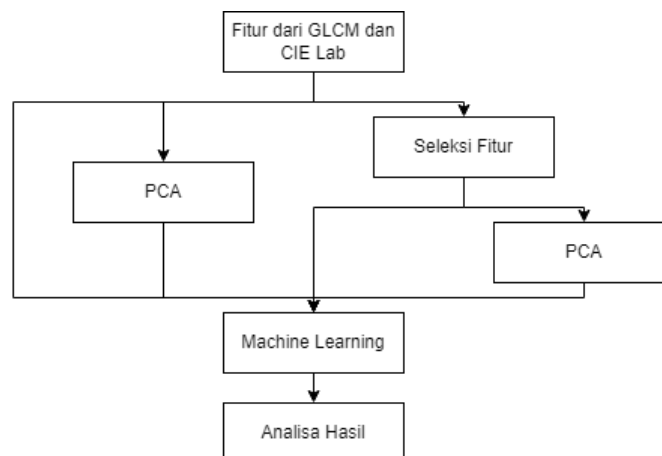 Fitur dari GLCM dan
CIE Lab
Seleksi Fitur
PCA
PCA
Machine Learning
Analisa Hasil